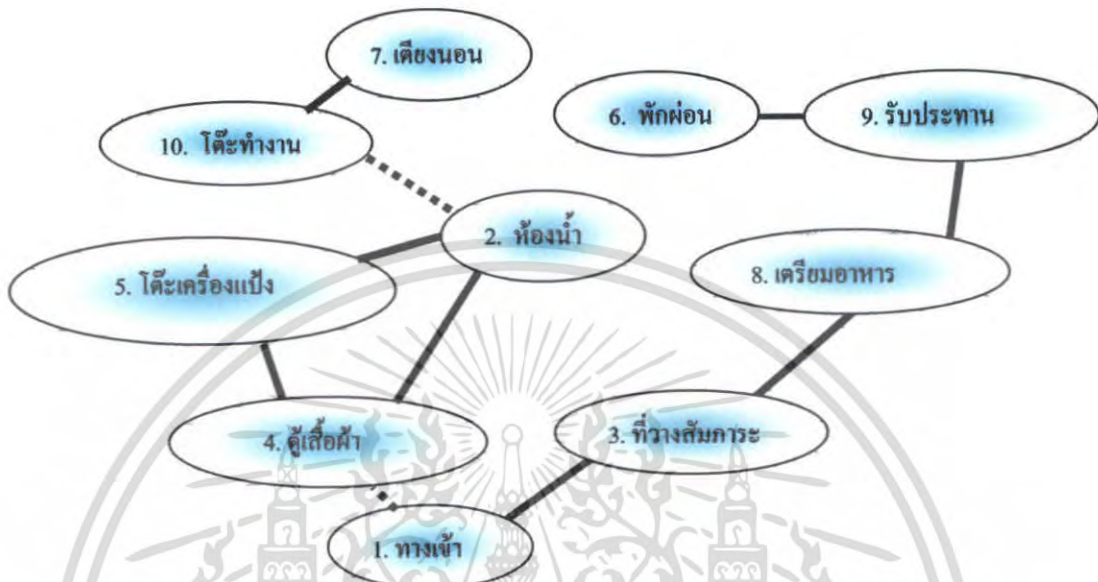 7. เตียงนอน
6. พักผ่อน
9. รับประทาน
10. โต๊ะทำงาน
2. ห้องน้ำ
8. เตรียมอาหาร
5. โต๊ะเครื่องแป้ง
3. ที่วางสัมภาระ
4. ตู้เสื้อผ้า
1. ทางเข้า